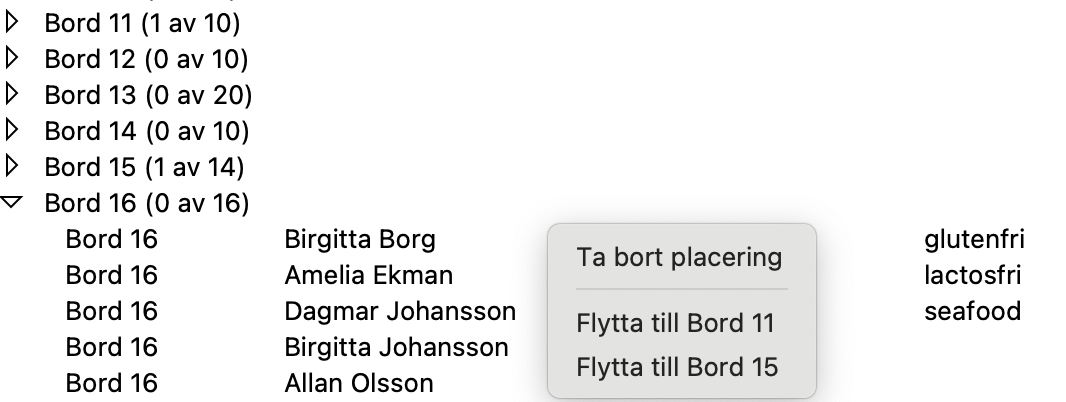 Bord 11 (1 av 10)
Bord 12 (0 av 10)
Bord 13 (0 av 20)
Bord 14 (0 av 10)
Bord 15 (1 av 14)
Bord 16 (0 av 16)
Bord 16 Birgitta Borg glutenfri
Bord 16 Amelia Ekman lactosfri
Bord 16 Dagmar Johansson seafood
Bord 16 Birgitta Johansson
Bord 16 Allan Olsson
Ta bort placering
Flytta till Bord 11
Flytta till Bord 15